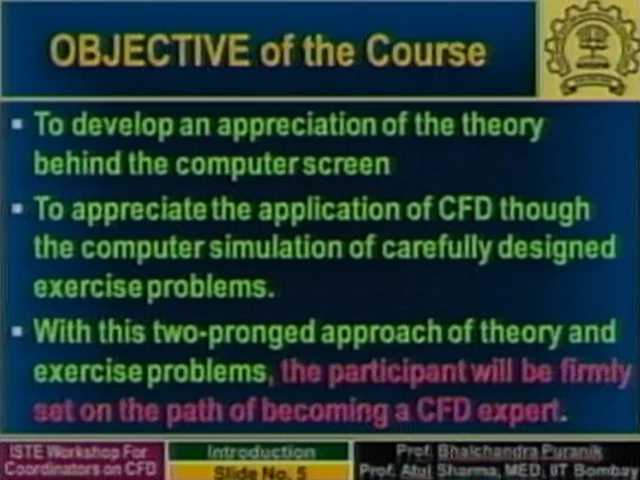 OBJECTIVE of the Course
To develop an appreciation of the theory
behind the computer screen
To appreciate the application of CFD though
the computer simulation of carefully designed
exercise problems.
With this two-pronged approach of theory and
exercise problems, the participant will be firmly
set on the path of becoming a CFD expert.
ISTE Workshop For
Coordinators on CFD
Introduction
Slide No. 5
Prof. Bhalchandra Puranik
Prof. Atul Sharma, MED, IIT Bombay